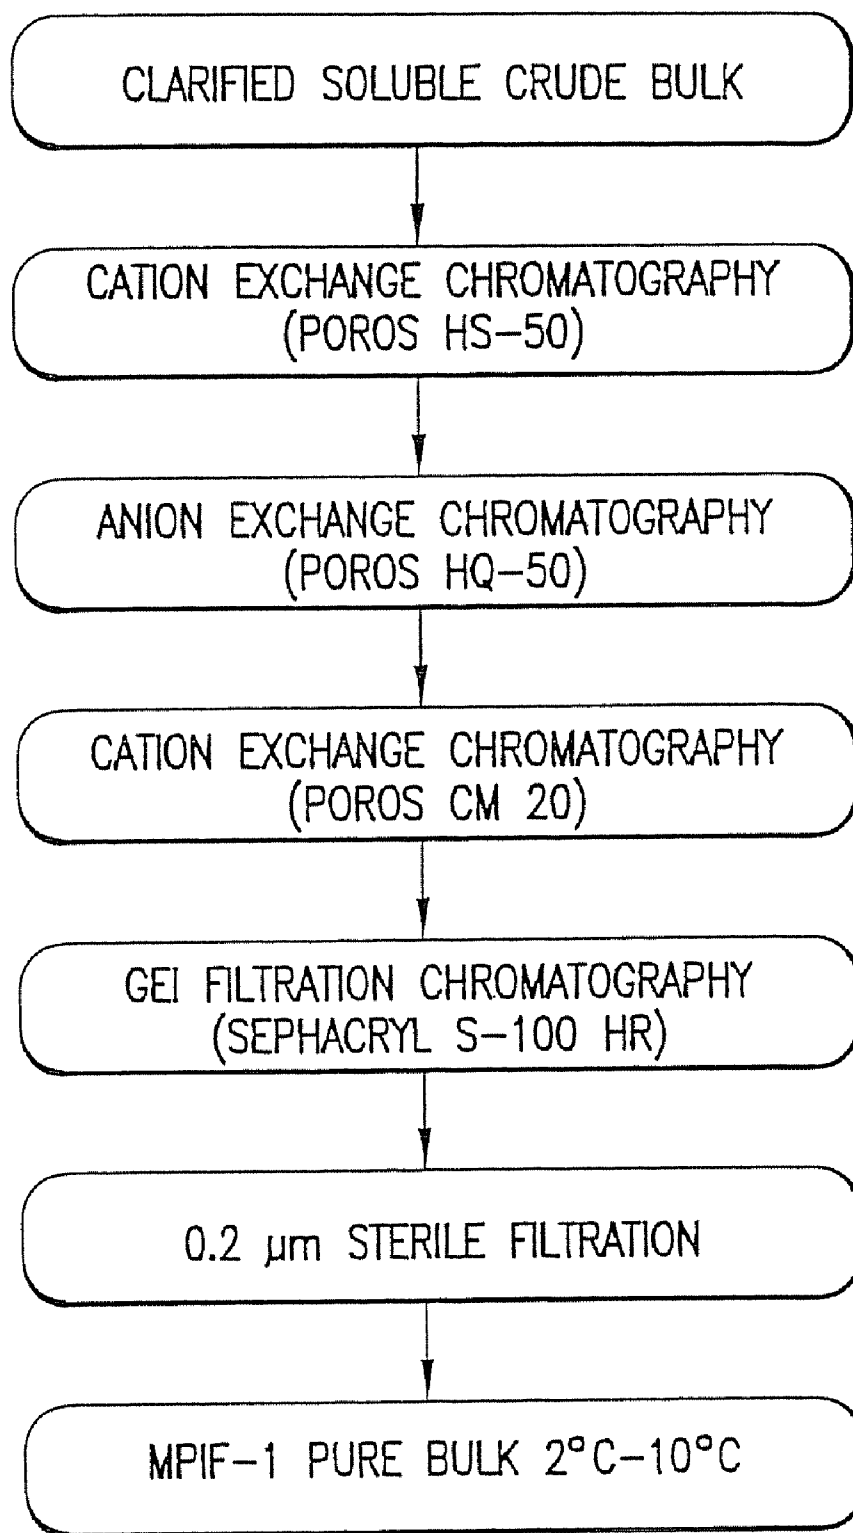 CLARIFIED SOLUBLE CRUDE BULK
CATION EXCHANGE CHROMATOGRAPHY
(POROS HS-50)
ANION EXCHANGE CHROMATOGRAPHY
(POROS HQ-50)
CATION EXCHANGE CHROMATOGRAPHY
(POROS CM 20)
GEI FILTRATION CHROMATOGRAPHY
(SEPHACRYL S-100 HR)
0.2 µm STERILE FILTRATION
MPIF-1 PURE BULK 2°C-10°C